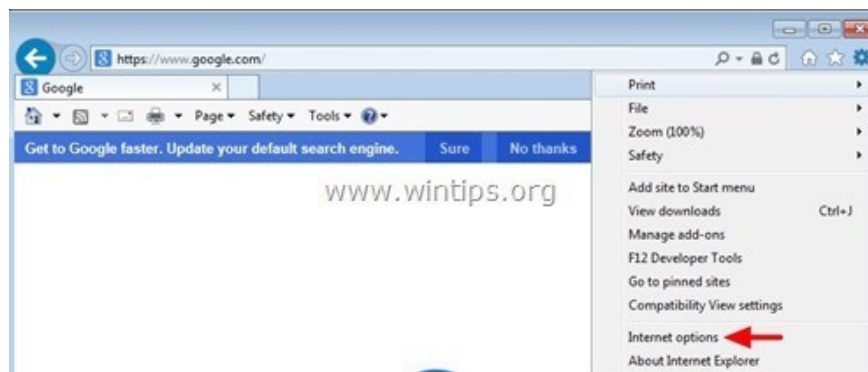 https://www.google.com/
Google
Page Safety Tools
Get to Google faster. Update your default search engine. Sure No thanks
www.wintips.org
Print
File
Zoom (100%)
Safety
Add site to Start menu
View downloads Ctrl+J
Manage add-ons
F12 Developer Tools
Go to pinned sites
Compatibility View settings
Internet options
About Internet Explorer